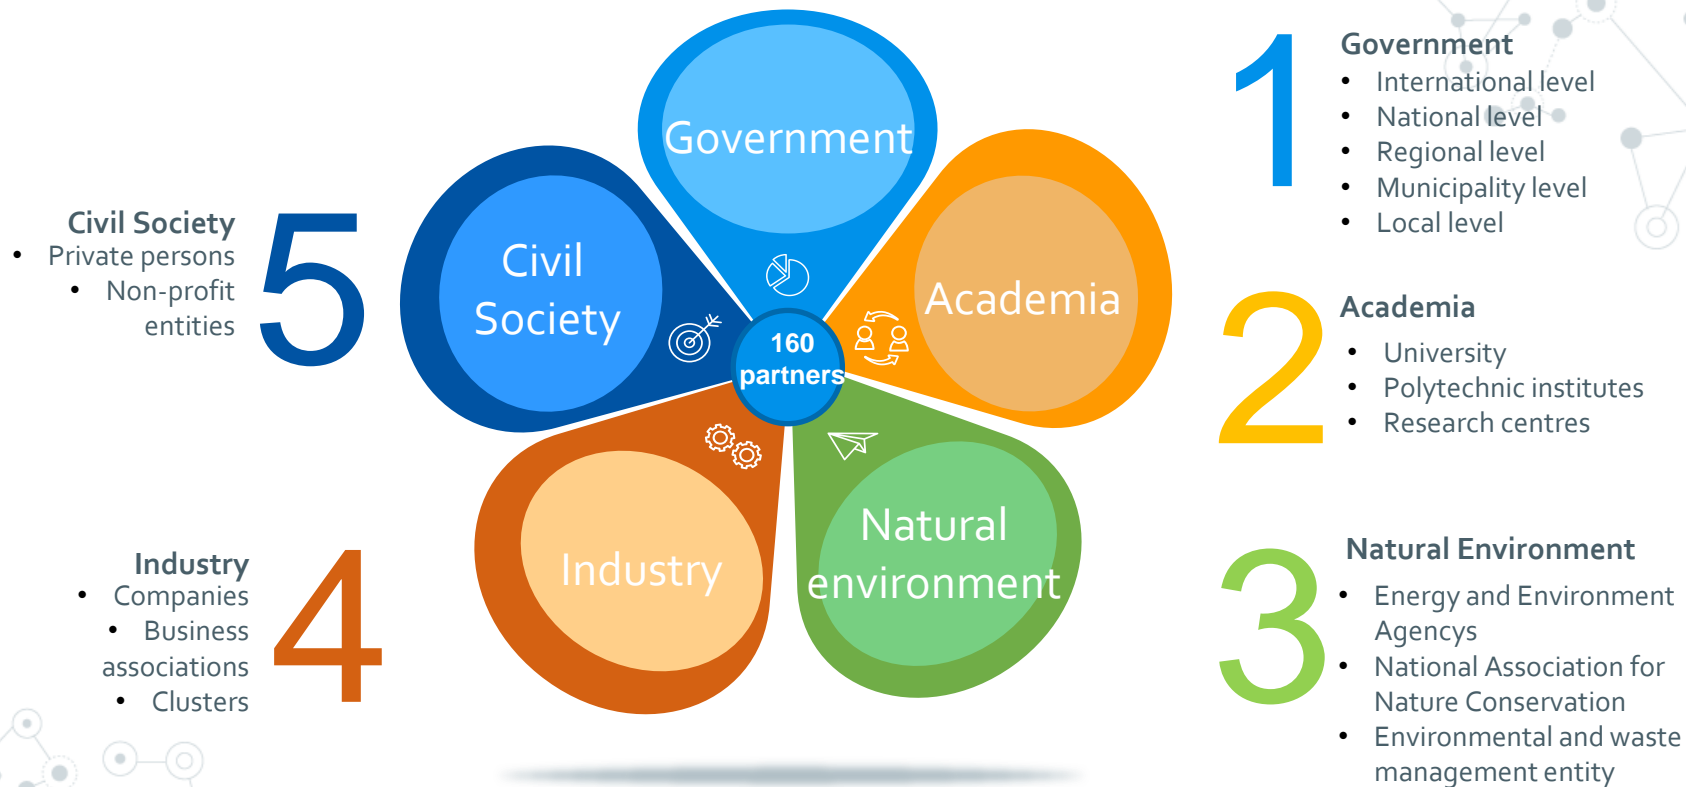 Government
Academia
Natural
environment
Industry
Civil
Society
160
partners
1
Government
• International level
• National level
• Regional level
• Municipality level
• Local level
2
Academia
• University
• Polytechnic institutes
• Research centres
3
Natural Environment
• Energy and Environment
Agencys
• National Association for
Nature Conservation
• Environmental and waste
management entity
4
Industry
• Companies
• Business
associations
• Clusters
5
Civil Society
• Private persons
• Non-profit
entities